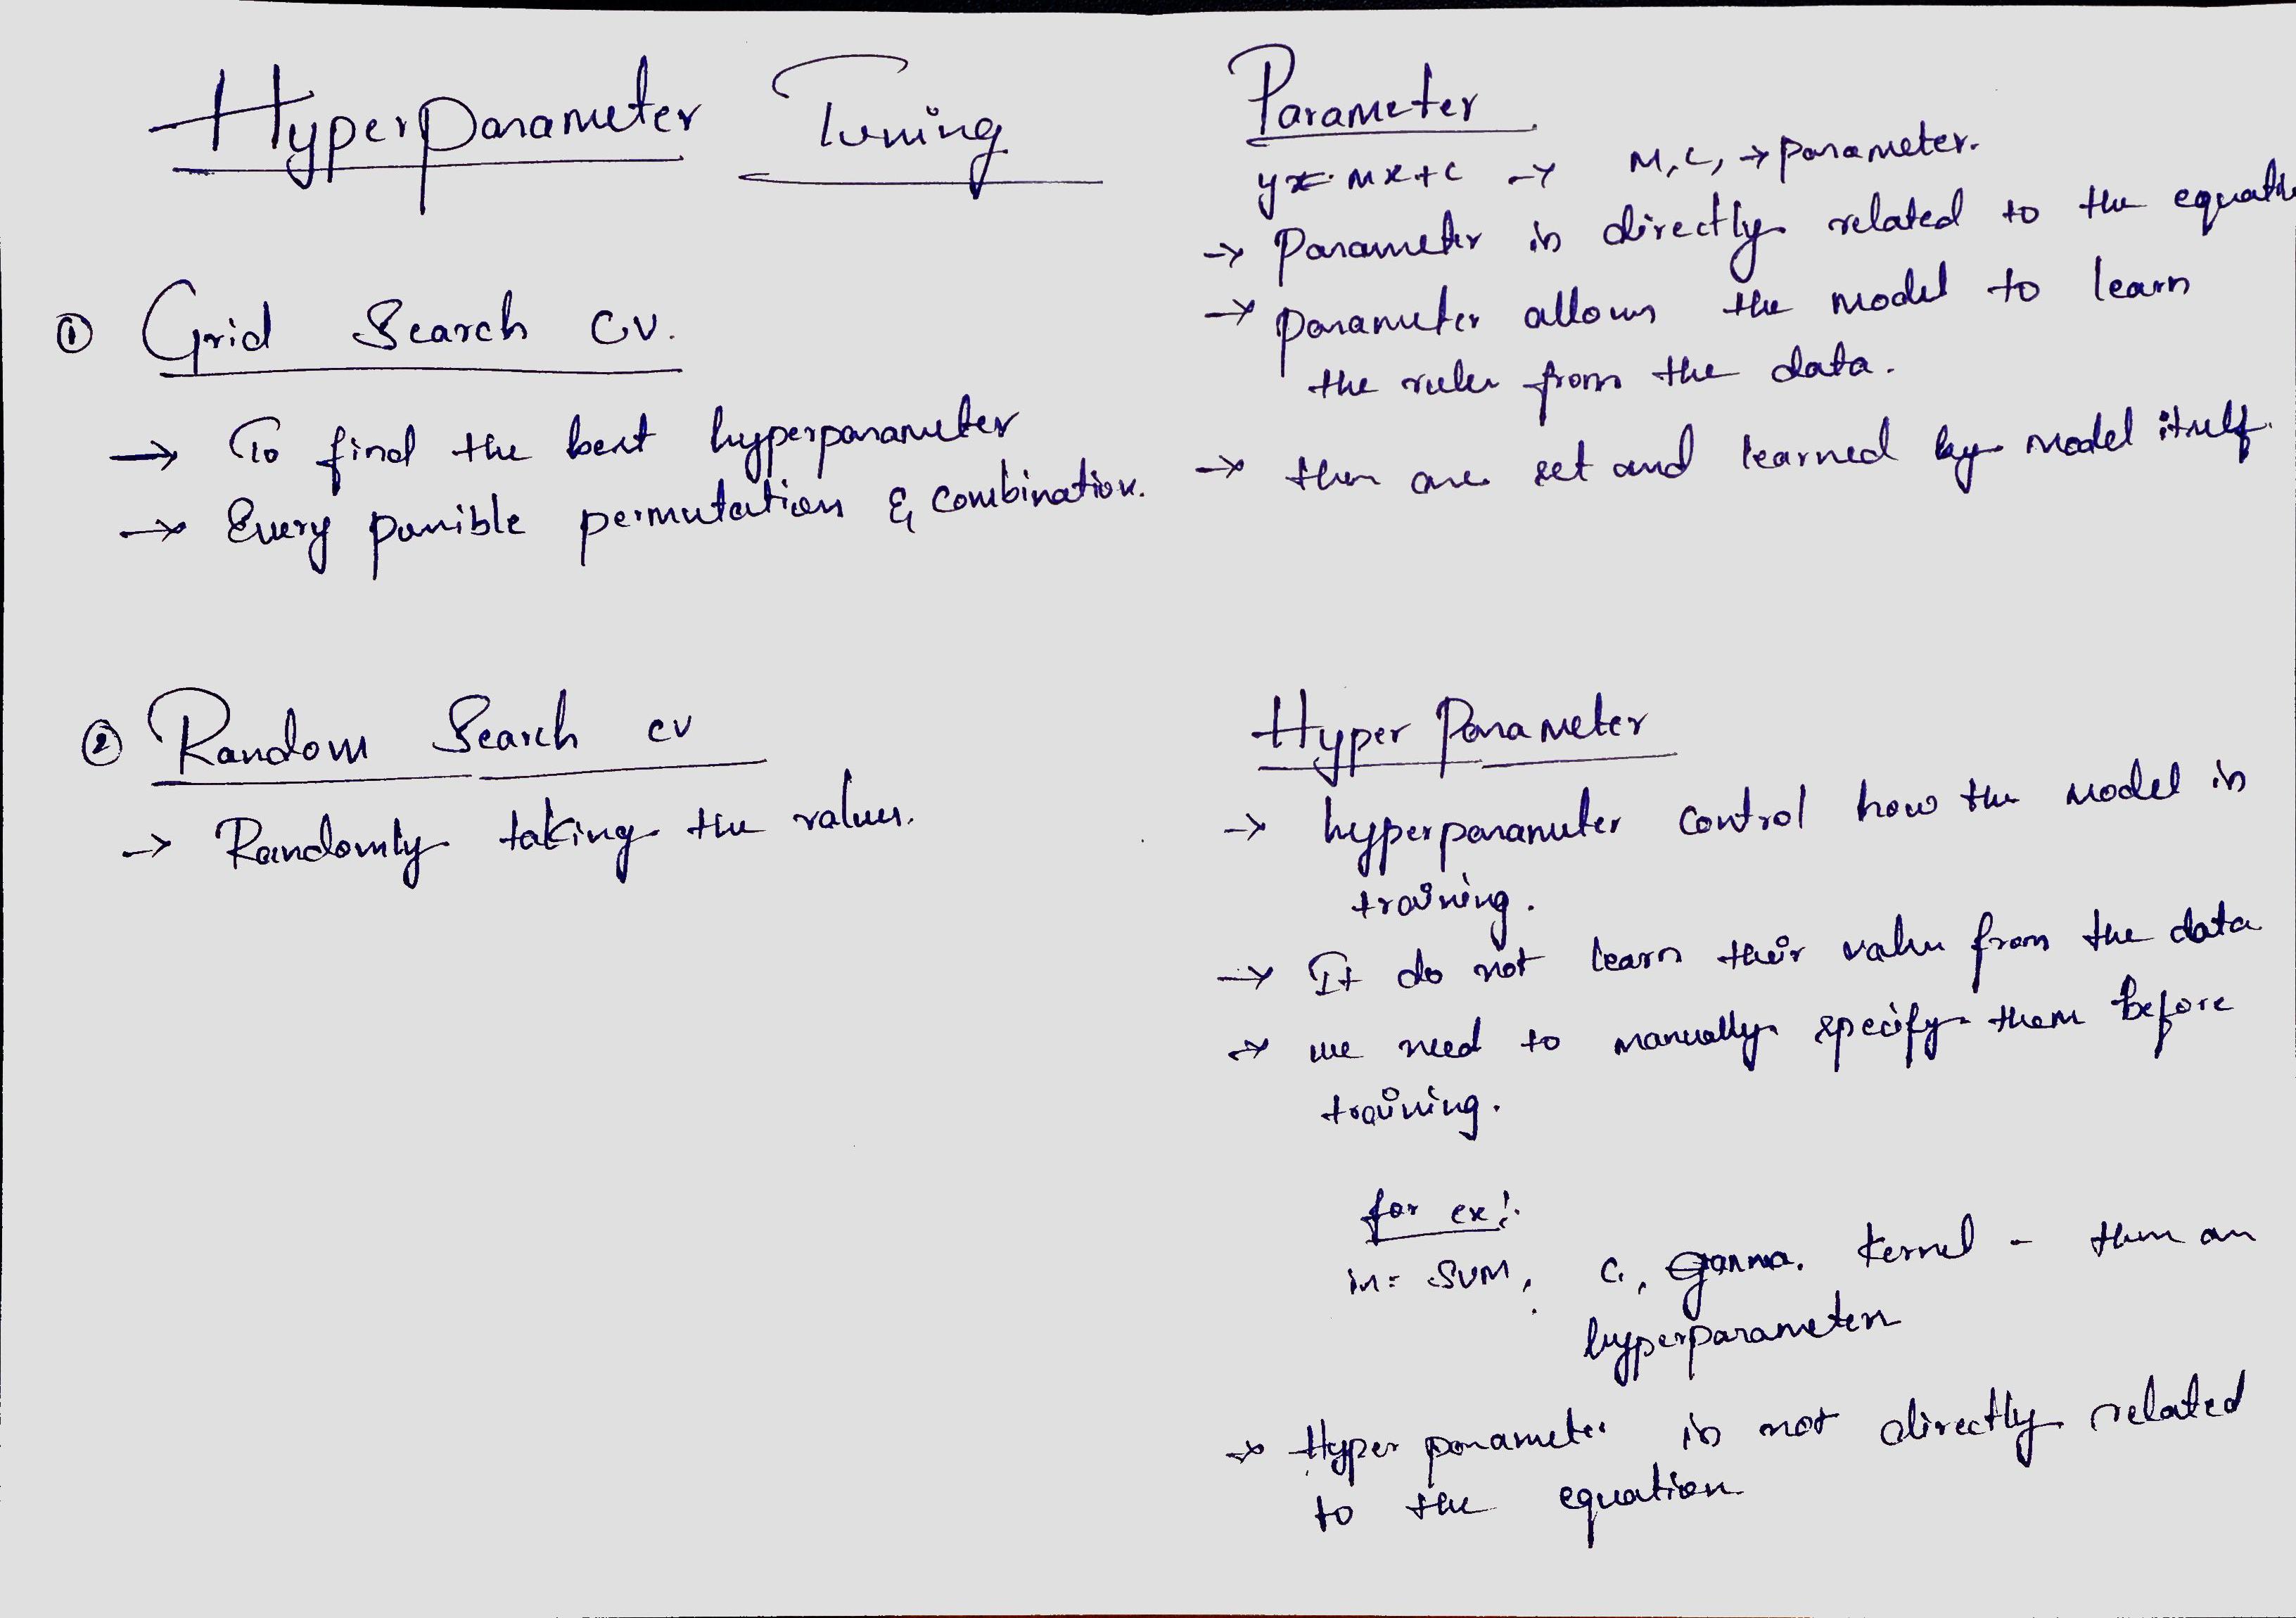 Hyperparameter Tuning
① Grid Search CV.
→ To find the best hyperparameter
→ Every possible permutation & combination.
② Random Search CV
→ Randomly taking the values.
Parameter
y = mx + c → M, C, → parameter.
→ Parameter is directly related to the equation
→ parameter allows the model to learn
the rules from the data.
→ these are set and learned by model itself.
Hyper Parameter
→ hyperparameter control how the model is
training.
→ It do not learn their value from the data
→ we need to manually specify them before
training.
for ex:
in = SVM, C, gamma, Kernel - these are
hyperparameters
→ Hyper parameter is not directly related
to the equation